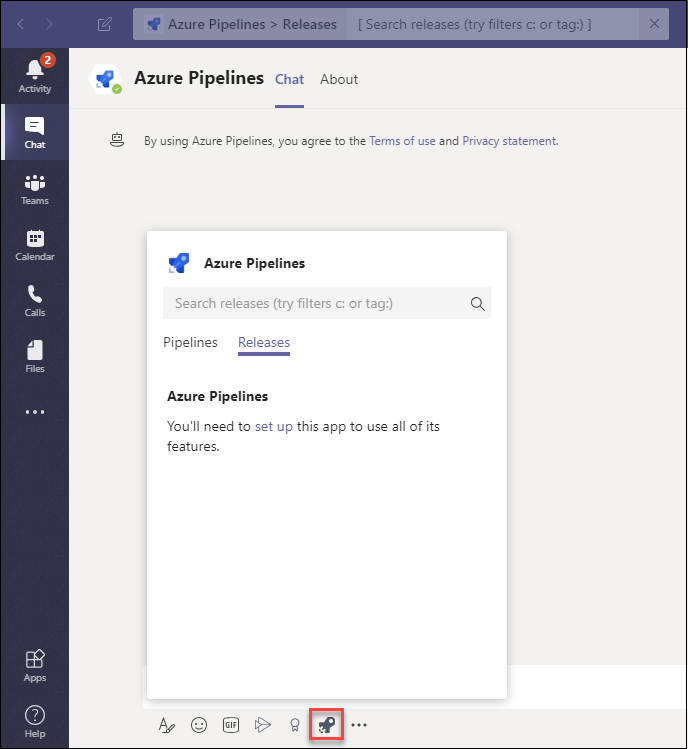 Azure Pipelines > Releases [ Search releases (try filters c: or tag:) ]
2
Activity
Chat
Teams
Calendar
Calls
Files
Apps
Help
Azure Pipelines Chat About
By using Azure Pipelines, you agree to the Terms of use and Privacy statement.
Azure Pipelines
Search releases (try filters c: or tag:)
Pipelines Releases
Azure Pipelines
You'll need to set up this app to use all of its
features.
GIF